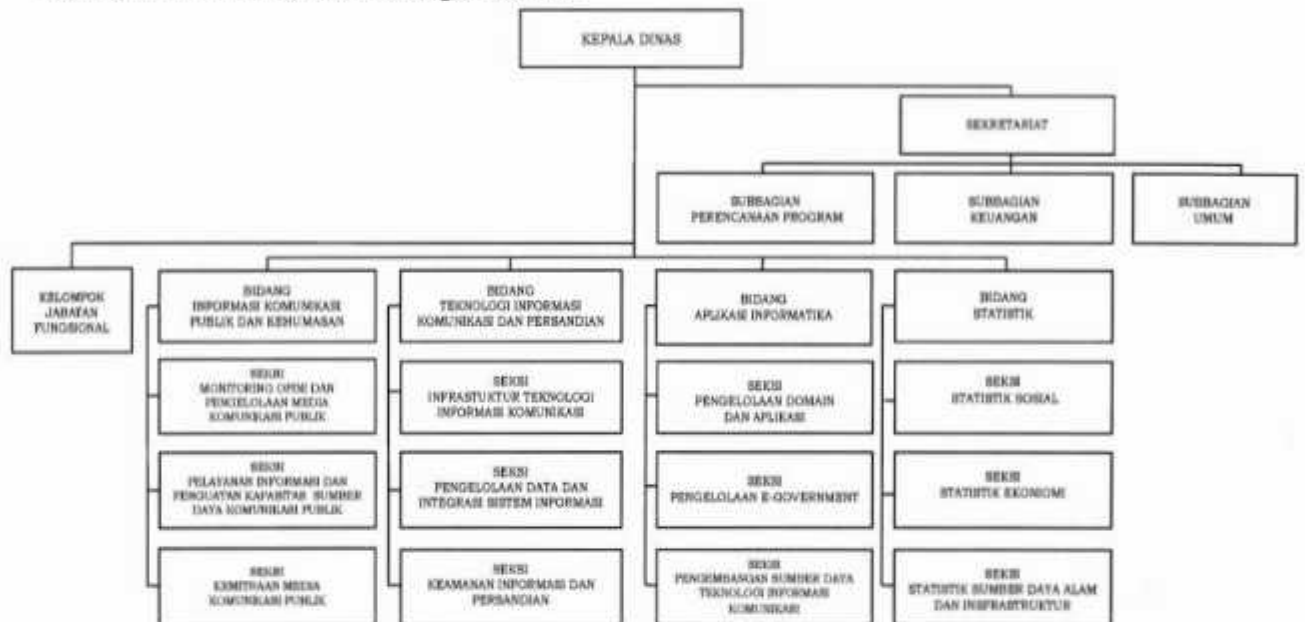 KEPALA DINAS
SEKRETARIAT
SUBBAGIAN
PERENCANAAN PROGRAM
SUBBAGIAN
KEUANGAN
SUBBAGIAN
UMUM
KELOMPOK
JABATAN
FUNGSIONAL
BIDANG
INFORMASI KOMUNIKASI
PUBLIK DAN KEHUMASAN
BIDANG
TEKNOLOGI INFORMASI
KOMUNIKASI DAN PERSANDIAN
BIDANG
APLIKASI INFORMATIKA
BIDANG
STATISTIK
SEKSI
MONITORING OPINI DAN
PENGELOLAAN MEDIA
KOMUNIKASI PUBLIK
SEKSI
INFRASTUKTUR TEKNOLOGI
INFORMASI KOMUNIKASI
SEKSI
PENGELOLAAN DOMAIN
DAN APLIKASI
SEKSI
STATISTIK SOSIAL
SEKSI
PELAYANAN INFORMASI DAN
PENGUATAN KAPASITAS SUMBER
DAYA KOMUNIKASI PUBLIK
SEKSI
PENGELOLAAN DATA DAN
INTEGRASI SISTEM INFORMASI
SEKSI
PENGELOLAAN E-GOVERNMENT
SEKSI
STATISTIK EKONIOMI
SEKSI
KEMITRAAN MEDIA
KOMUNIKASI PUBLIK
SEKSI
KEAMANAN INFORMASI DAN
PERSANDIAN
SEKSI
PENGEMBANGAN SUMBER DAYA
TEKNOLOGI INFORMASI
KOMUNIKASI
SEKSI
STATISTIK SUMBER DAYA ALAM
DAN INSFRASTRUKTUR